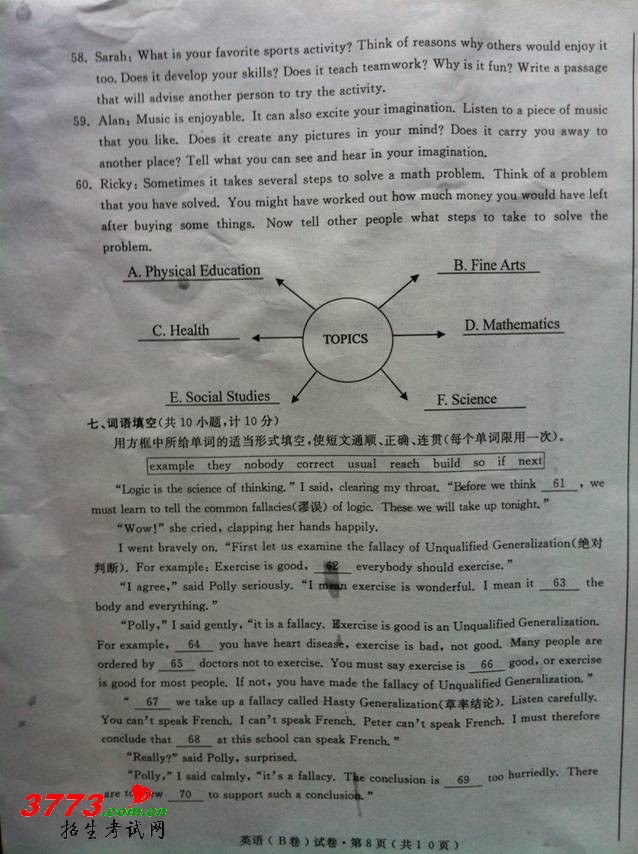 58. Sarah: What is your favorite sports activity? Think of reasons why others would enjoy it
too. Does it develop your skills? Does it teach teamwork? Why is it fun? Write a passage
that will advise another person to try the activity.
59. Alan: Music is enjoyable. It can also excite your imagination. Listen to a piece of music
that you like. Does it create any pictures in your mind? Does it carry you away to
another place? Tell what you can see and hear in your imagination.
60. Ricky: Sometimes it takes several steps to solve a math problem. Think of a problem
that you have solved. You might have worked out how much money you would have left
after buying some things. Now tell other people what steps to take to solve the
problem.
A. Physical Education
B. Fine Arts
C. Health
TOPICS
D. Mathematics
E. Social Studies
F. Science
七、词语填空(共10小题,计10分)
用方框中所给单词的适当形式填空,使短文通顺、正确、连贯(每个单词限用一次)。
example they nobody correct usual reach build so if next
"Logic is the science of thinking." I said, clearing my throat. "Before we think 61 , we
must learn to tell the common fallacies(谬误) of logic. These we will take up tonight."
"Wow!" she cried, clapping her hands happily.
I went bravely on. "First let us examine the fallacy of Unqualified Generalization(绝对
判断). For example: Exercise is good, 62 everybody should exercise."
"I agree," said Polly seriously. "I mean exercise is wonderful. I mean it 63 the
body and everything."
"Polly," I said gently, "it is a fallacy. Exercise is good is an Unqualified Generalization.
For example, 64 you have heart disease, exercise is bad, not good. Many people are
ordered by 65 doctors not to exercise. You must say exercise is 66 good, or exercise
is good for most people. If not, you have made the fallacy of Unqualified Generalization."
" 67 we take up a fallacy called Hasty Generalization(草率结论). Listen carefully.
You can't speak French. I can't speak French. Peter can't speak French. I must therefore
conclude that 68 at this school can speak French."
"Really?" said Polly, surprised.
"Polly," I said calmly, "it's a fallacy. The conclusion is 69 too hurriedly. There
are too few 70 to support such a conclusion."
英语(B卷)试卷·第8页(共10页)
3773.com.cn
招生考试网